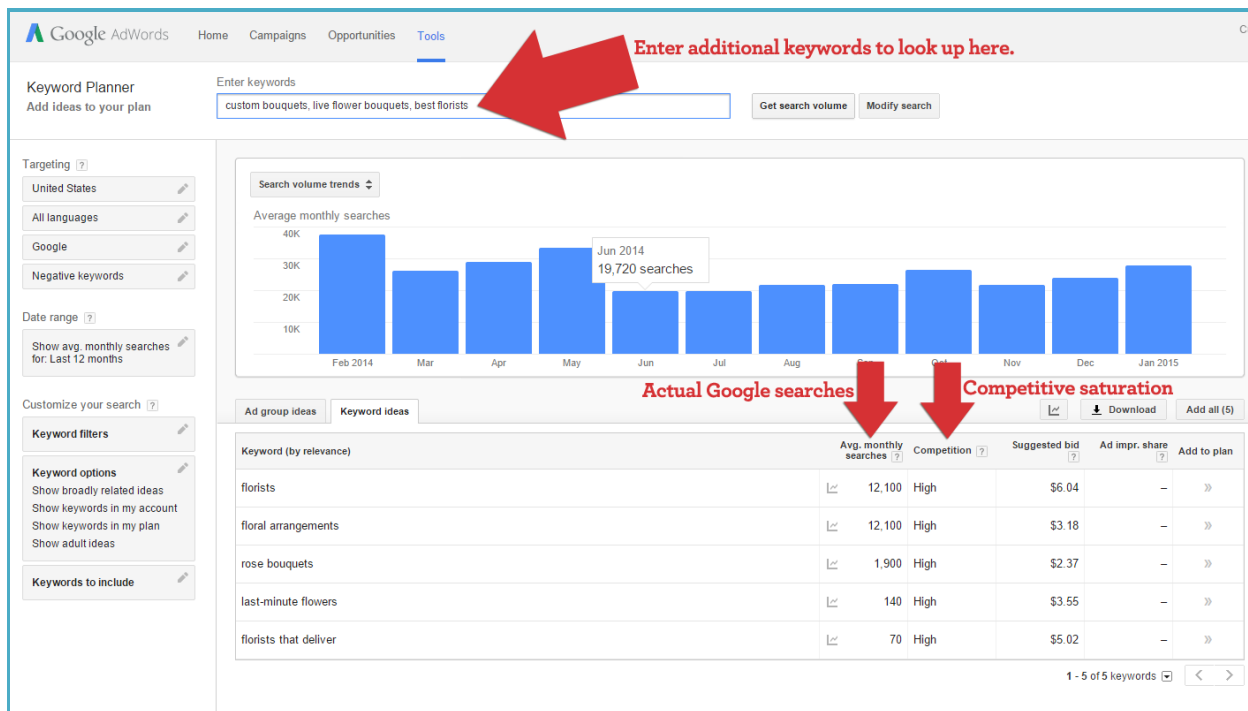 Google AdWords Home Campaigns Opportunities Tools
Enter additional keywords to look up here.
Keyword Planner
Add ideas to your plan
Enter keywords
custom bouquets, live flower bouquets, best florists
Get search volume
Modify search
Targeting ?
United States
All languages
Google
Negative keywords
Date range ?
Show avg. monthly searches
for: Last 12 months
Customize your search ?
Keyword filters
Keyword options
Show broadly related ideas
Show keywords in my account
Show keywords in my plan
Show adult ideas
Keywords to include
Search volume trends
Average monthly searches
40K
30K
20K
10K
Jun 2014
19,720 searches
Feb 2014 Mar Apr May Jun Jul Aug Nov Dec Jan 2015
Actual Google searches
Competitive saturation
Ad group ideas
Keyword ideas
Download
Add all (5)
Keyword (by relevance)
Avg. monthly
searches ?
Competition ?
Suggested bid
?
Ad impr. share
?
Add to plan
florists 12,100 High $6.04 – »
floral arrangements 12,100 High $3.18 – »
rose bouquets 1,900 High $2.37 – »
last-minute flowers 140 High $3.55 – »
florists that deliver 70 High $5.02 – »
1 - 5 of 5 keywords